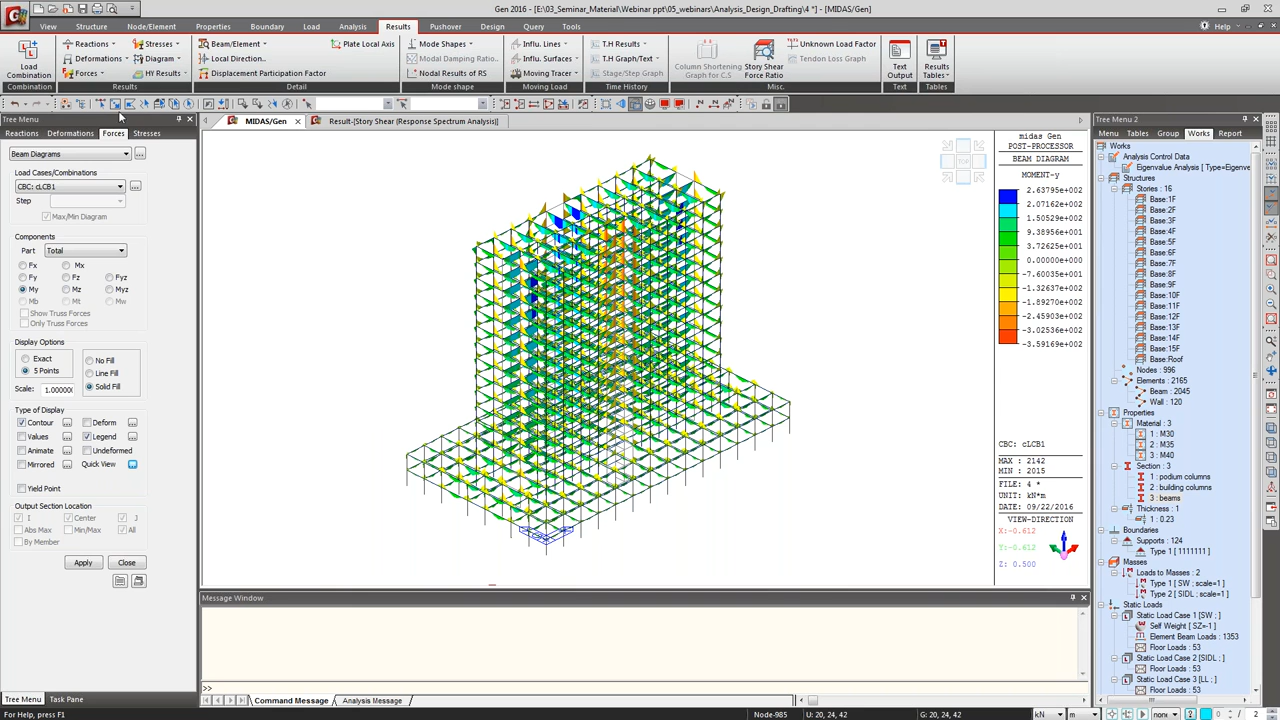 Gen 2016 - [E:\03_Seminar_Material\Webinar ppt\05_webinars\Analysis_Design_Drafting\4 *] - [MIDAS/Gen]
View Structure Node/Element Properties Boundary Load Analysis Results Pushover Design Query Tools Help
Load Combination
Reactions Stresses
Deformations Diagram
Forces HY Results
Results
Beam/Element Plate Local Axis
Local Direction..
Displacement Participation Factor
Detail
Mode Shapes
Modal Damping Ratio..
Nodal Results of RS
Mode shape
Influ. Lines
Influ. Surfaces
Moving Tracer
Moving Load
T.H Results
T.H Graph/Text
Stage/Step Graph
Time History
Column Shortening Graph for C.S
Story Shear Force Ratio
Unknown Load Factor
Tendon Loss Graph
Misc.
Text Output
Text
Results Tables
Tables
Tree Menu
Reactions Deformations Forces Stresses
Beam Diagrams
Load Cases/Combinations
CBC: cLCB1
Step
Max/Min Diagram
Components
Part Total
Fx Mx
Fy Fz Fyz
My Mz Myz
Mb Mt Mw
Show Truss Forces
Only Truss Forces
Display Options
Exact
5 Points
No Fill
Line Fill
Solid Fill
Scale: 1.00000
Type of Display
Contour Deform
Values Legend
Animate Undeformed
Mirrored Quick View
Yield Point
Output Section Location
I Center J
Abs Max Min/Max All
By Member
Apply Close
Tree Menu Task Pane
MIDAS/Gen Result-[Story Shear (Response Spectrum Analysis)]
TOP
midas Gen
POST-PROCESSOR
BEAM DIAGRAM
MOMENT-y
2.63795e+002
2.07162e+002
1.50529e+002
9.38956e+001
3.72625e+001
0.00000e+000
-7.60035e+001
-1.32637e+002
-1.89270e+002
-2.45903e+002
-3.02536e+002
-3.59169e+002
CBC: cLCB1
MAX : 2142
MIN : 2015
FILE: 4 *
UNIT: kN*m
DATE: 09/22/2016
VIEW-DIRECTION
X:-0.612
Y:-0.612
Z: 0.500
Message Window
>>
Command Message Analysis Message
Tree Menu 2
Menu Tables Group Works Report
Works
Analysis Control Data
Eigenvalue Analysis [ Type=Eigenve
Structures
Stories : 16
Base:1F
Base:2F
Base:3F
Base:4F
Base:5F
Base:6F
Base:7F
Base:8F
Base:9F
Base:10F
Base:11F
Base:12F
Base:13F
Base:14F
Base:15F
Base:Roof
Nodes : 996
Elements : 2165
Beam : 2045
Wall : 120
Properties
Material : 3
1 : M30
2 : M35
3 : M40
Section : 3
1 : podium columns
2 : building columns
3 : beams
Thickness : 1
1 : 0.23
Boundaries
Supports : 124
Type 1 [ 1111111 ]
Masses
Loads to Masses : 2
Type 1 [ SW ; scale=1 ]
Type 2 [ SIDL ; scale=1 ]
Static Loads
Static Load Case 1 [SW ; ]
Self Weight [ SZ=-1 ]
Element Beam Loads : 1353
Floor Loads : 53
Static Load Case 2 [SIDL ; ]
Floor Loads : 53
Static Load Case 3 [LL ; ]
Floor Loads : 53
For Help, press F1
Node-985 U: 20, 24, 42 G: 20, 24, 42 kN m none 0 / 2